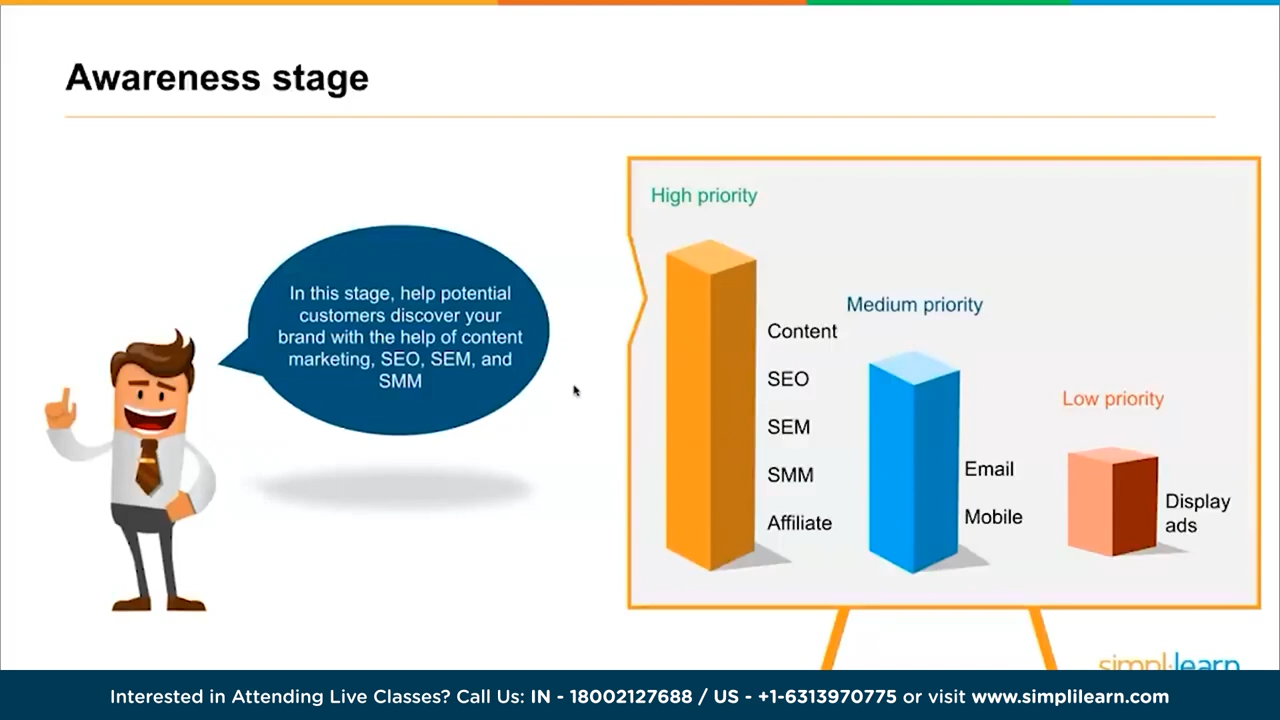 Awareness stage
In this stage, help potential
customers discover your
brand with the help of content
marketing, SEO, SEM, and
SMM
High priority
Content
SEO
SEM
SMM
Affiliate
Medium priority
Email
Mobile
Low priority
Display
ads
simplilearn
Interested in Attending Live Classes? Call Us: IN - 18002127688 / US - +1-6313970775 or visit www.simplilearn.com